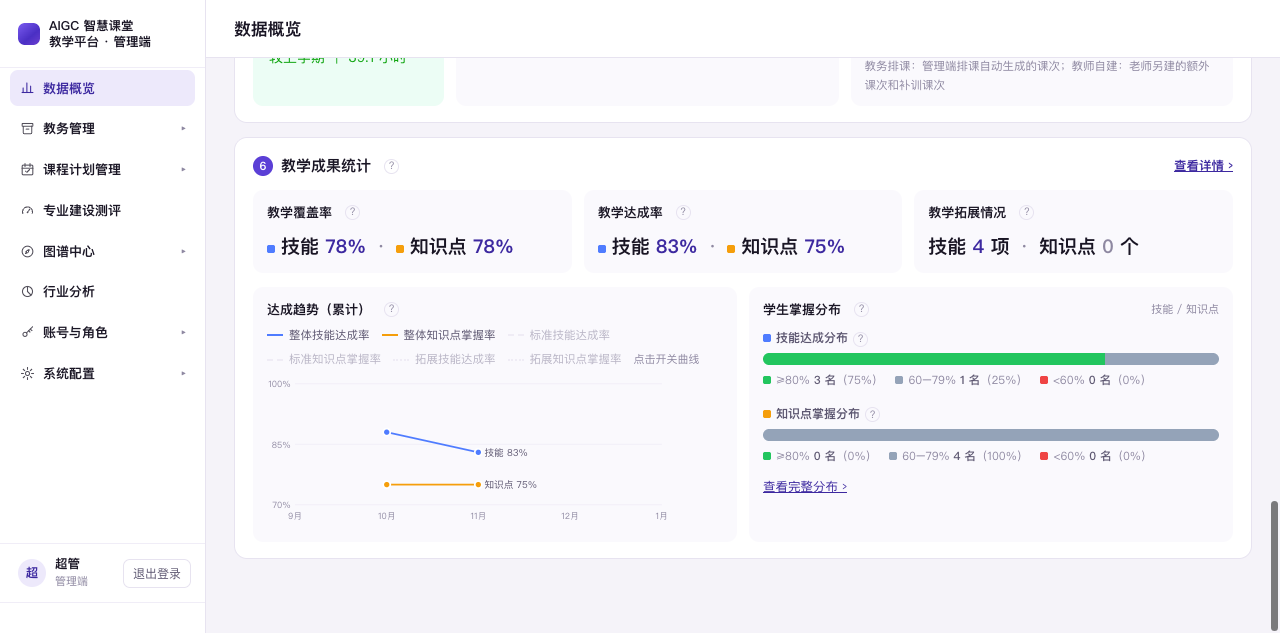 AIGC 智慧课堂
教学平台 · 管理端
数据概览
教务管理
课程计划管理
专业建设测评
图谱中心
行业分析
账号与角色
系统配置
超
超管
管理端
退出登录
数据概览
教务排课：管理端排课自动生成的课次；教师自建：老师另建的额外
课次和补训课次
6 教学成果统计 ?
查看详情 ›
教学覆盖率 ?
技能 78% · 知识点 78%
教学达成率 ?
技能 83% · 知识点 75%
教学拓展情况 ?
技能 4 项 · 知识点 0 个
达成趋势（累计） ?
整体技能达成率 整体知识点掌握率 标准技能达成率
标准知识点掌握率 拓展技能达成率 拓展知识点掌握率 点击开关曲线
100%
85%
70%
技能 83%
知识点 75%
9月 10月 11月 12月 1月
学生掌握分布 ?
技能 / 知识点
技能达成分布 ?
≥80% 3 名 (75%) 60—79% 1 名 (25%) <60% 0 名 (0%)
知识点掌握分布 ?
≥80% 0 名 (0%) 60—79% 4 名 (100%) <60% 0 名 (0%)
查看完整分布 ›